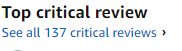 Top critical review
See all 137 critical reviews ›